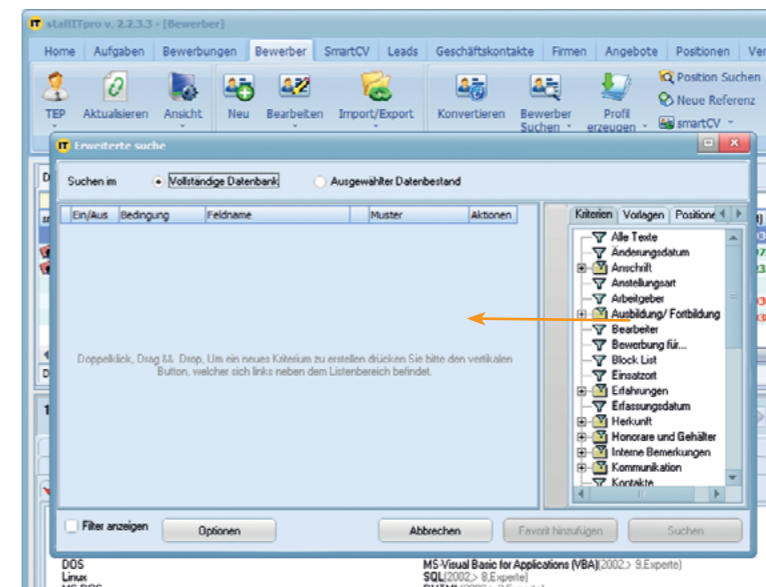 IT staffITpro v. 2.2.3.3 - [Bewerber]
Home Aufgaben Bewerbungen Bewerber SmartCV Leads Geschäftskontakte Firmen Angebote Positionen
TEP Aktualisieren Ansicht Neu Bearbeiten Import/Export Konvertieren Bewerber Suchen Profil erzeugen
Position Suchen
Neue Referenz
smartCV
IT Erweiterte suche
Suchen im Vollständige Datenbank Ausgewählter Datenbestand
Ein/Aus Bedingung Feldname Muster Aktionen
Doppelklick, Drag && Drop, Um ein neues Kriterium zu erstellen drücken Sie bitte den vertikalen
Button, welcher sich links neben dem Listenbereich befindet.
Kriterien Vorlagen Positione
Alle Texte
Änderungsdatum
Anschrift
Anstellungsart
Arbeitgeber
Ausbildung/ Fortbildung
Bearbeiter
Bewerbung für...
Block List
Einsatzort
Erfahrungen
Erfassungsdatum
Herkunft
Honorare und Gehälter
Interne Bemerkungen
Kommunikation
Kontakte
Filter anzeigen Optionen Abbrechen Favorit hinzufügen Suchen
DOS MS-Visual Basic for Applications (VBA)(2002,> 9,Experte)
Linux SQL(2002,> 8,Experte)